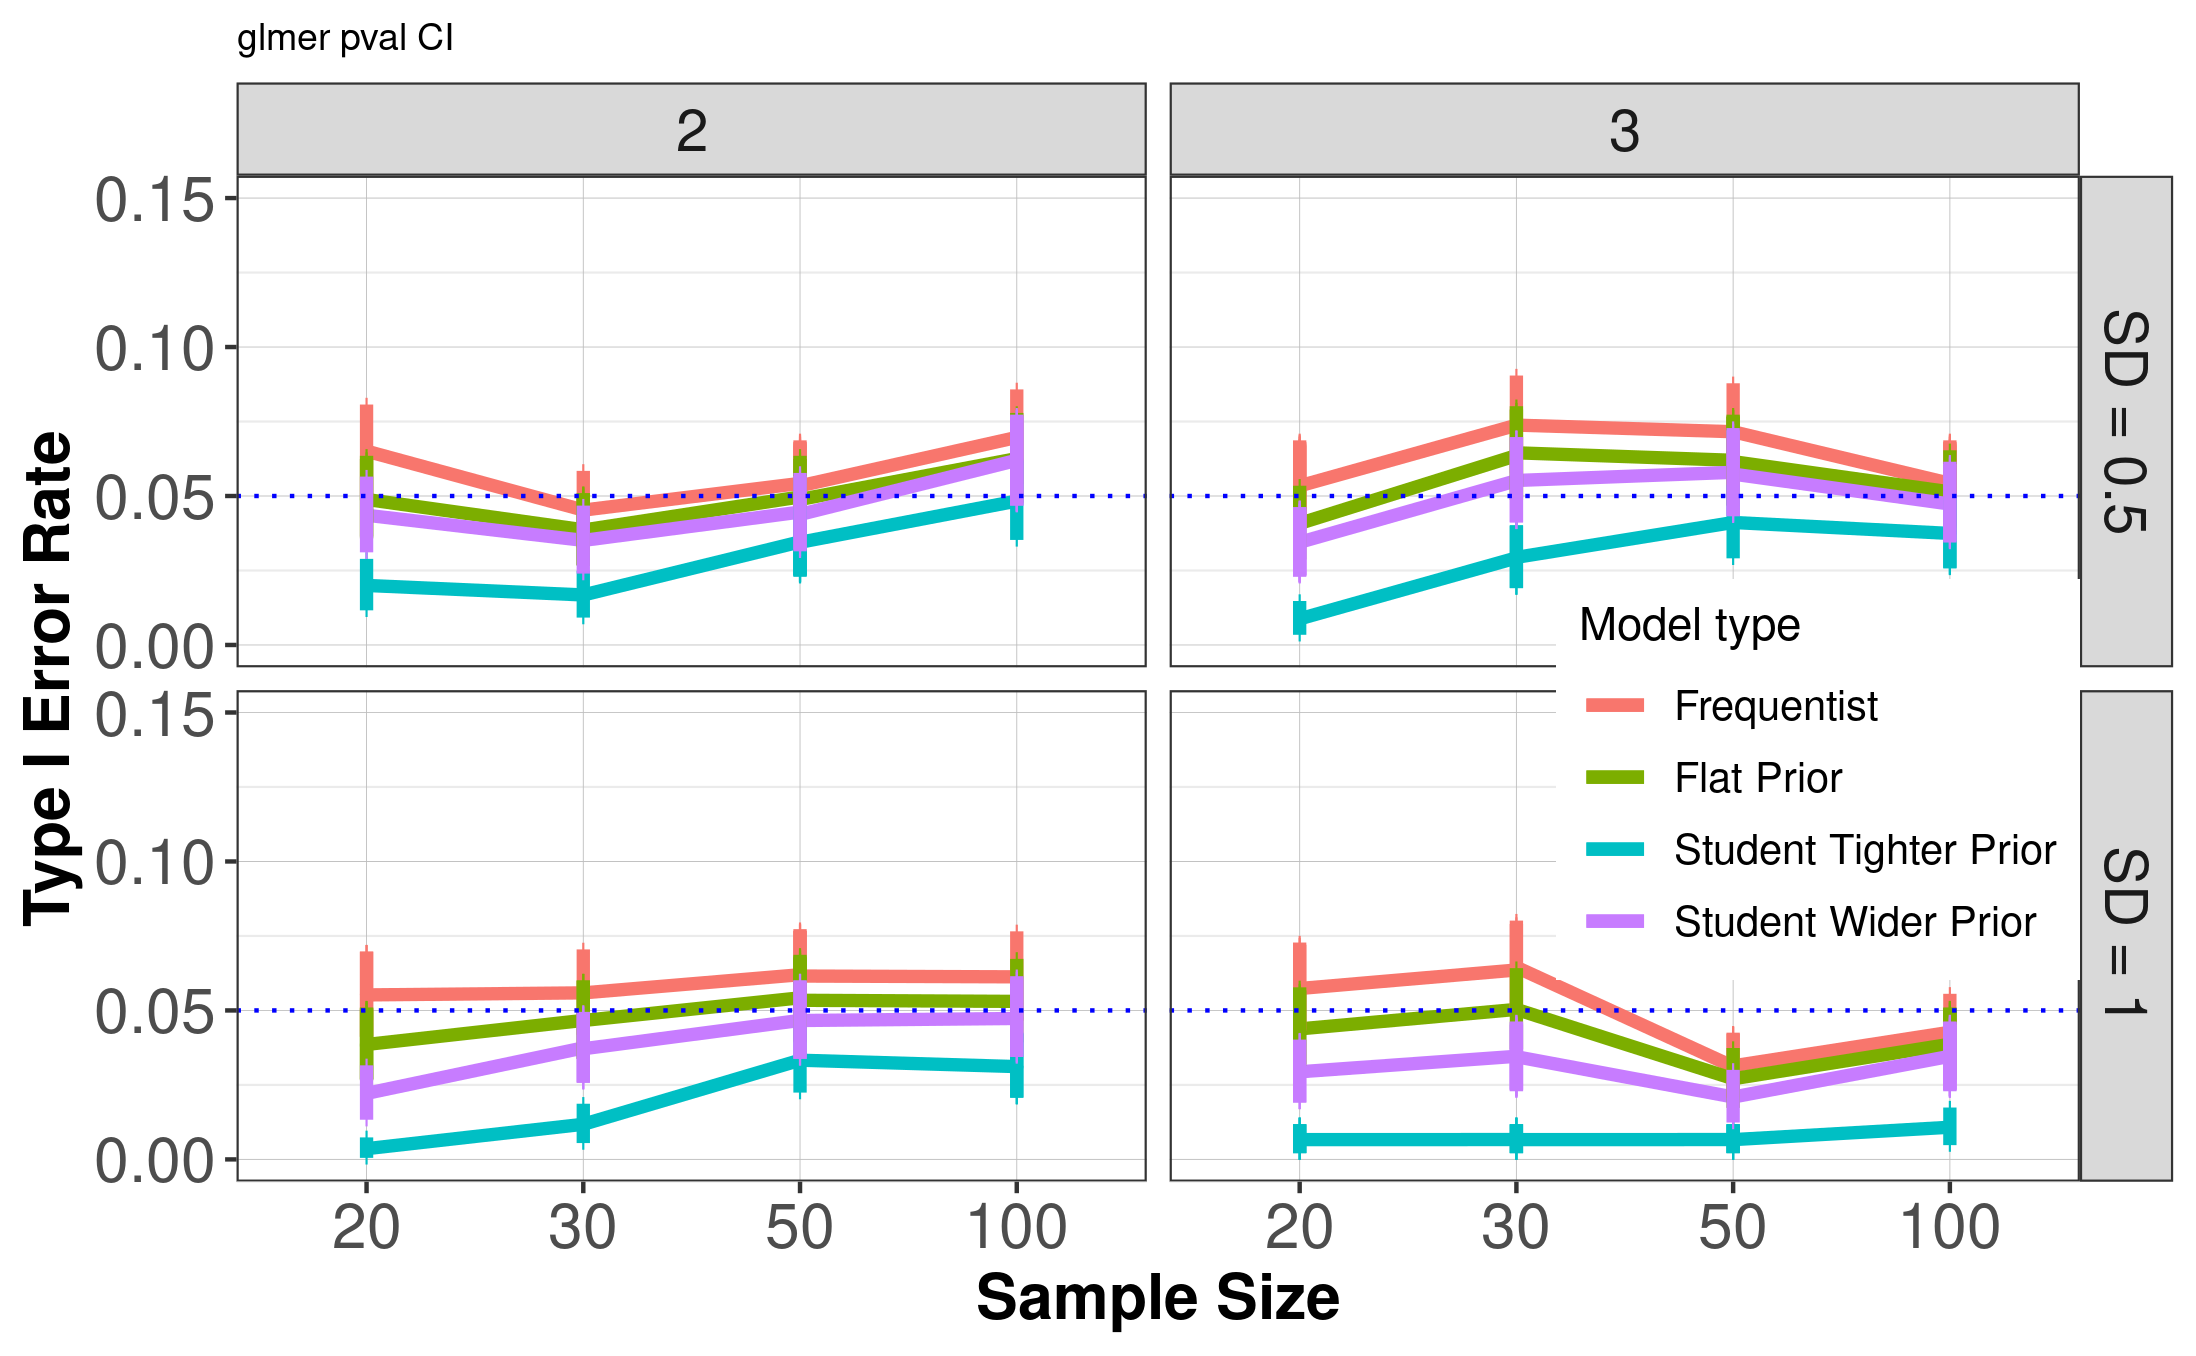 glmer pval CI
2
3
0.15
0.10
0.05
0.00
SD = 0.5
Type I Error Rate
0.15
0.10
0.05
0.00
SD = 1
Model type
Frequentist
Flat Prior
Student Tighter Prior
Student Wider Prior
20 30 50 100
20 30 50 100
Sample Size